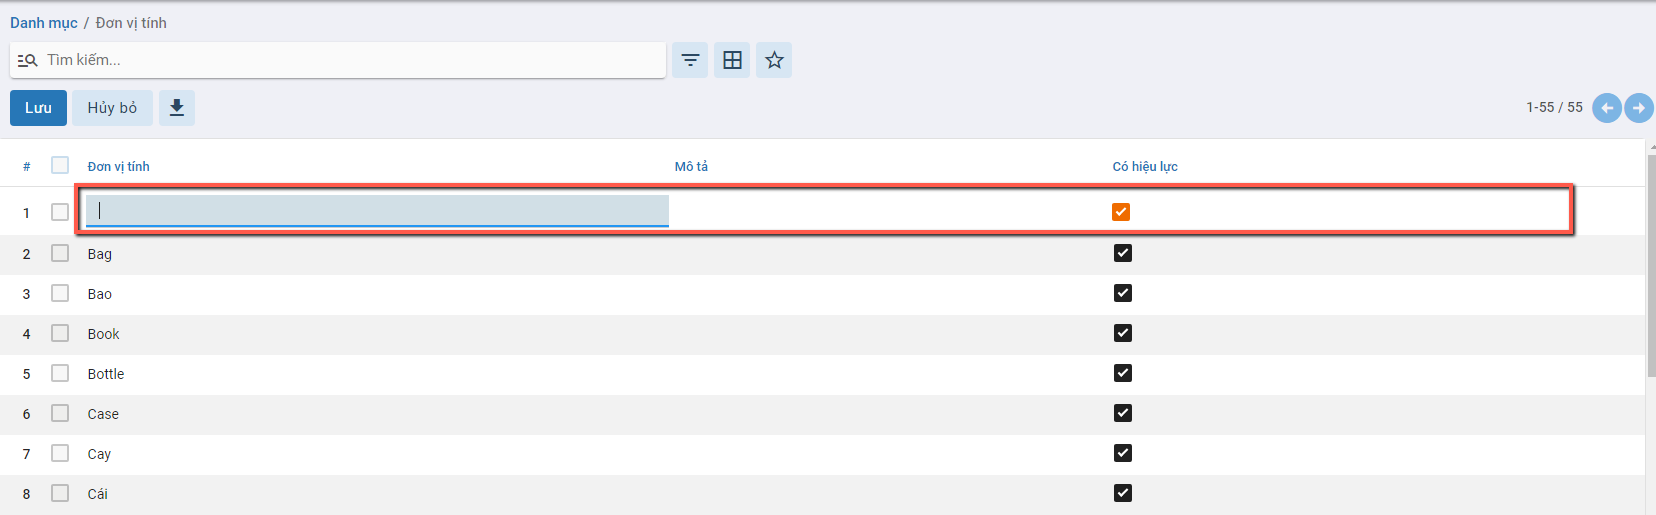 Danh mục / Đơn vị tính
Tìm kiếm...
Lưu Hủy bỏ 1-55 / 55
# Đơn vị tính Mô tả Có hiệu lực
1
2 Bag
3 Bao
4 Book
5 Bottle
6 Case
7 Cay
8 Cái